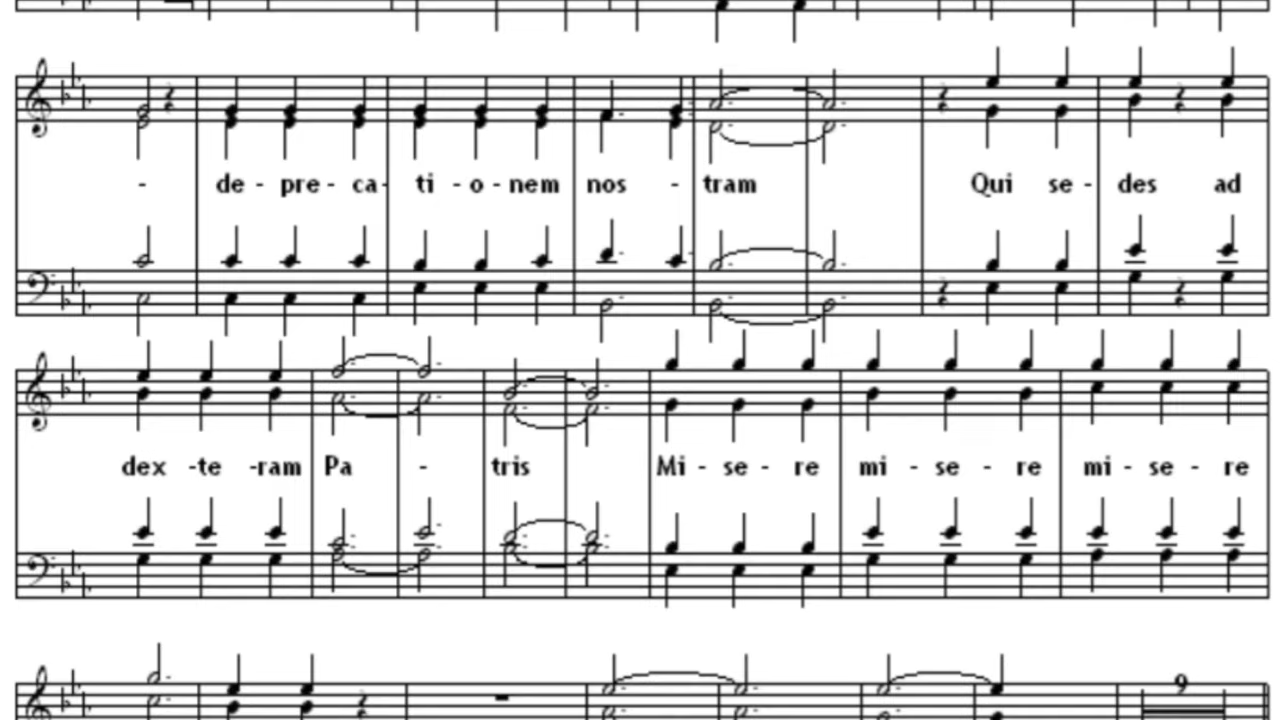 - de - pre - ca- ti - o - nem nos - tram Qui se - des ad
dex -te -ram Pa - tris Mi - se - re mi - se - re mi - se - re
9